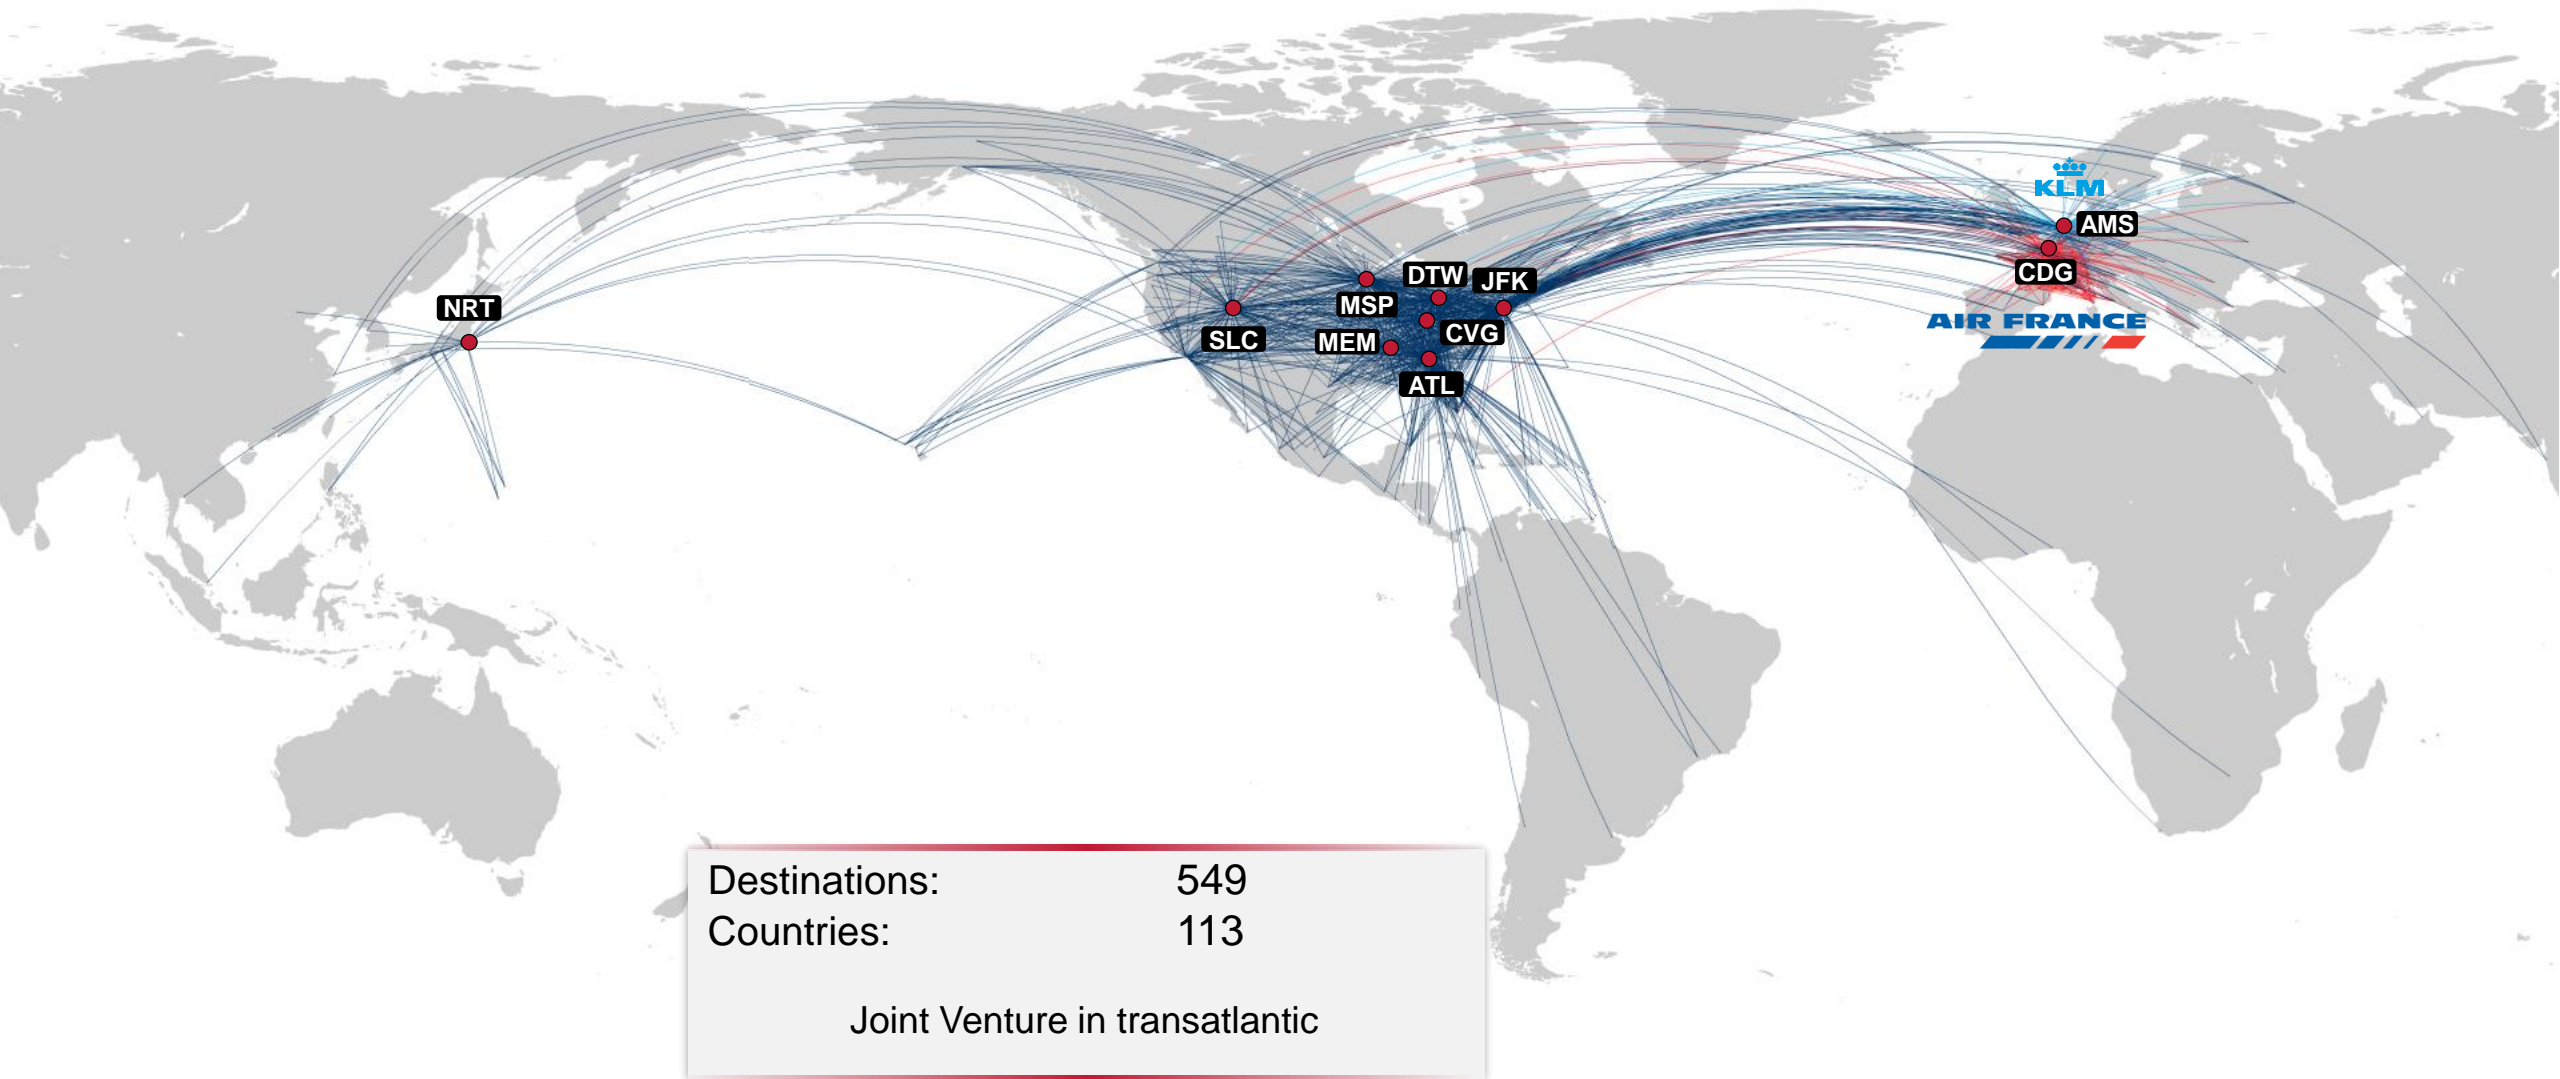 KLM
AMS
CDG
DTW
JFK
NRT
MSP
AIR FRANCE
SLC
MEM
CVG
ATL
Destinations: 549
Countries: 113
Joint Venture in transatlantic